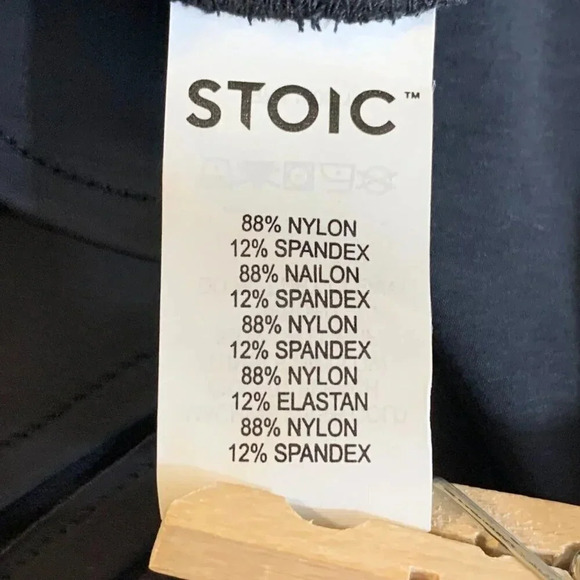 STOIC™
88% NYLON
12% SPANDEX
88% NAILON
12% SPANDEX
88% NYLON
12% SPANDEX
88% NYLON
12% ELASTAN
88% NYLON
12% SPANDEX